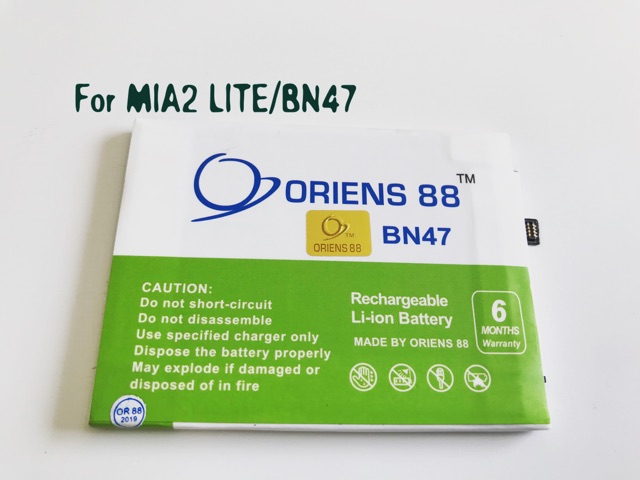 For MIA2 LITE/BN47
ORIENS 88 TM
TM
ORIENS 88
BN47
CAUTION:
Do not short-circuit
Do not disassemble
Use specified charger only
Dispose the battery properly
May explode if damaged or
disposed of in fire
Rechargeable
Li-ion Battery
MADE BY ORIENS 88
6
MONTHS
Warranty
OR 88
2019